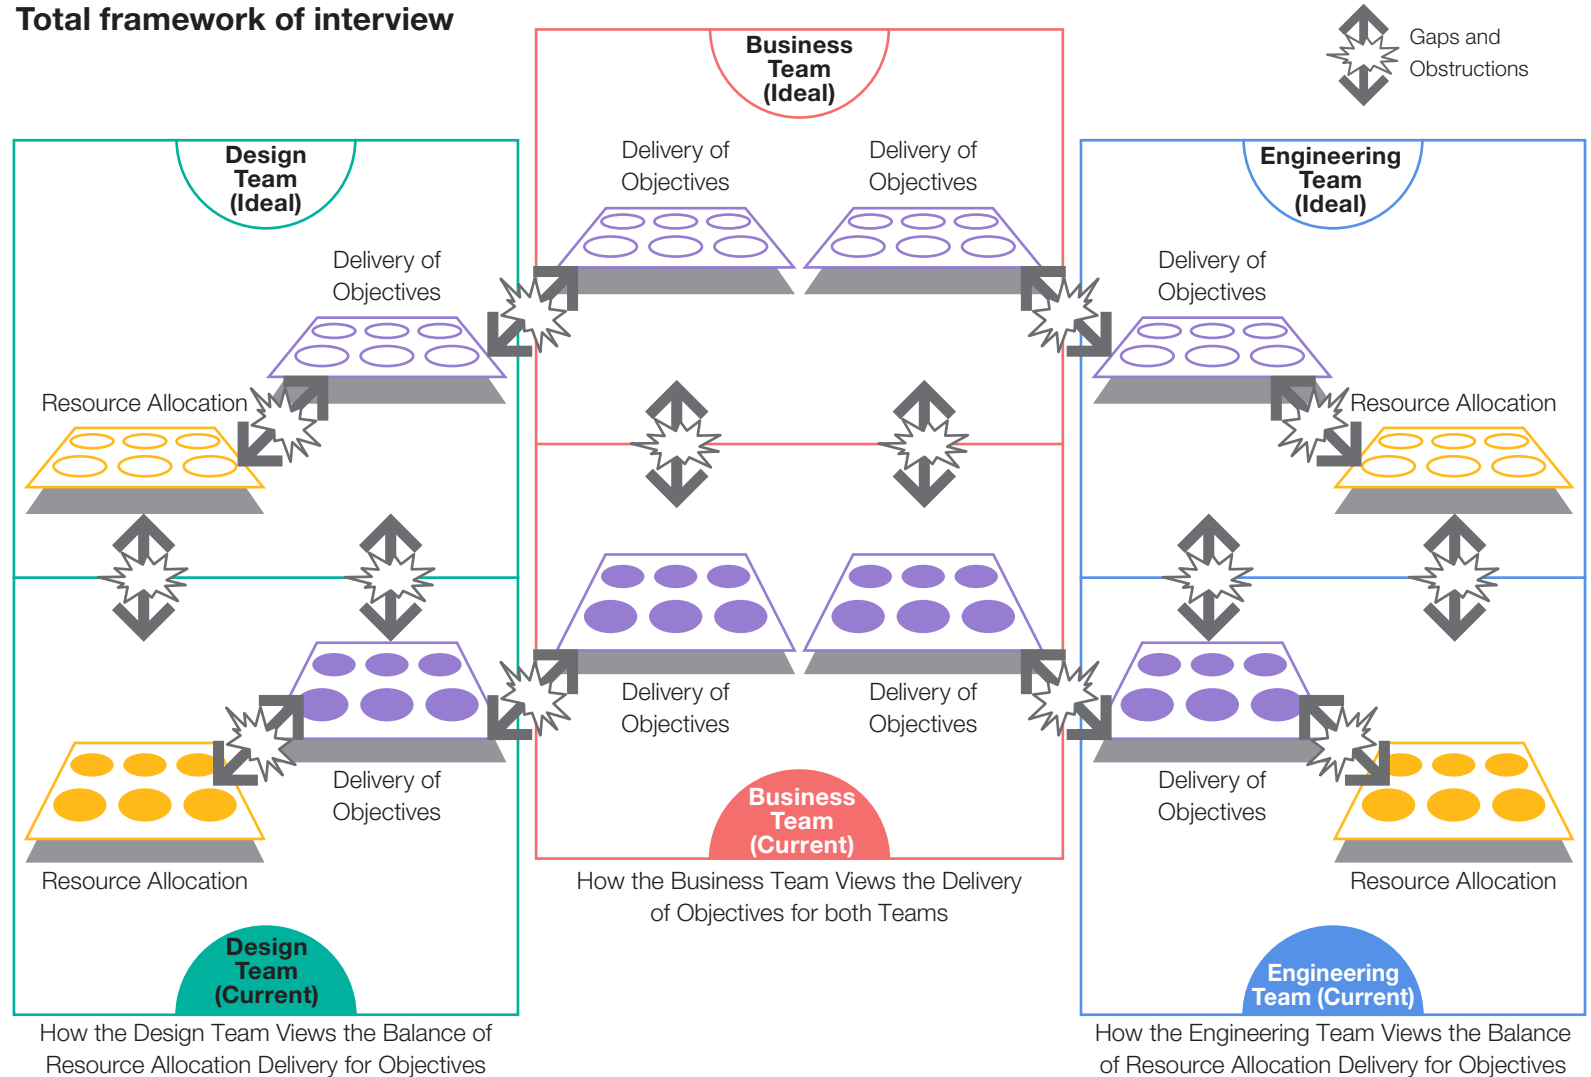 Total framework of interview
Gaps and
Obstructions
Business
Team
(Ideal)
Delivery of
Objectives
Delivery of
Objectives
Design
Team
(Ideal)
Delivery of
Objectives
Resource Allocation
Engineering
Team
(Ideal)
Delivery of
Objectives
Resource Allocation
Delivery of
Objectives
Resource Allocation
Design
Team
(Current)
How the Design Team Views the Balance of
Resource Allocation Delivery for Objectives
Delivery of
Objectives
Delivery of
Objectives
Business
Team
(Current)
How the Business Team Views the Delivery
of Objectives for both Teams
Delivery of
Objectives
Resource Allocation
Engineering
Team (Current)
How the Engineering Team Views the Balance
of Resource Allocation Delivery for Objectives